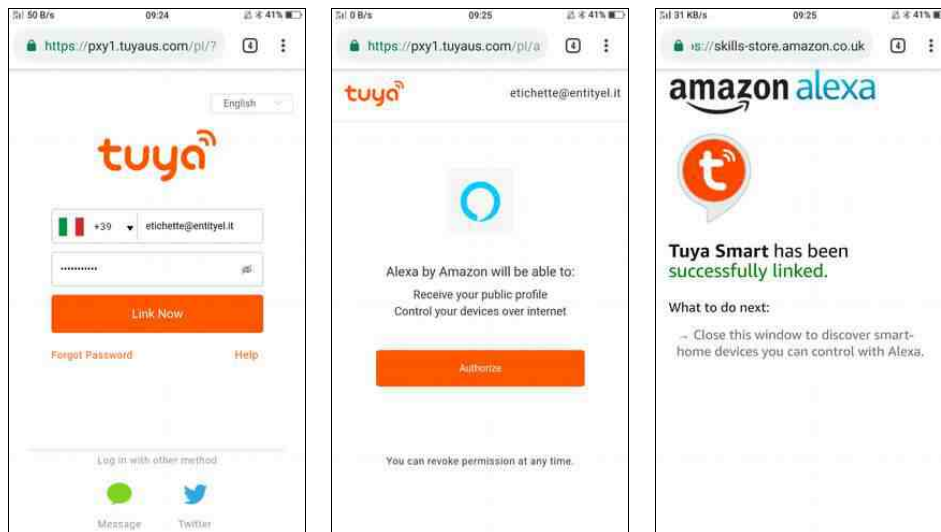 50 B/s 09:24 41%
https://pxy1.tuyaus.com/pl/? 4
English
tuya
+39 etichette@entityel.it
•••••••••••
Link Now
Forgot Password Help
Log in with other method
Message Twitter
0 B/s 09:25 41%
https://pxy1.tuyaus.com/pl/a 4
tuya etichette@entityel.it
Alexa by Amazon will be able to:
Receive your public profile
Control your devices over internet
Authorize
You can revoke permission at any time.
31 KB/s 09:25 41%
s://skills-store.amazon.co.uk 4
amazon alexa
t
Tuya Smart has been
successfully linked.
What to do next:
→ Close this window to discover smart-
home devices you can control with Alexa.